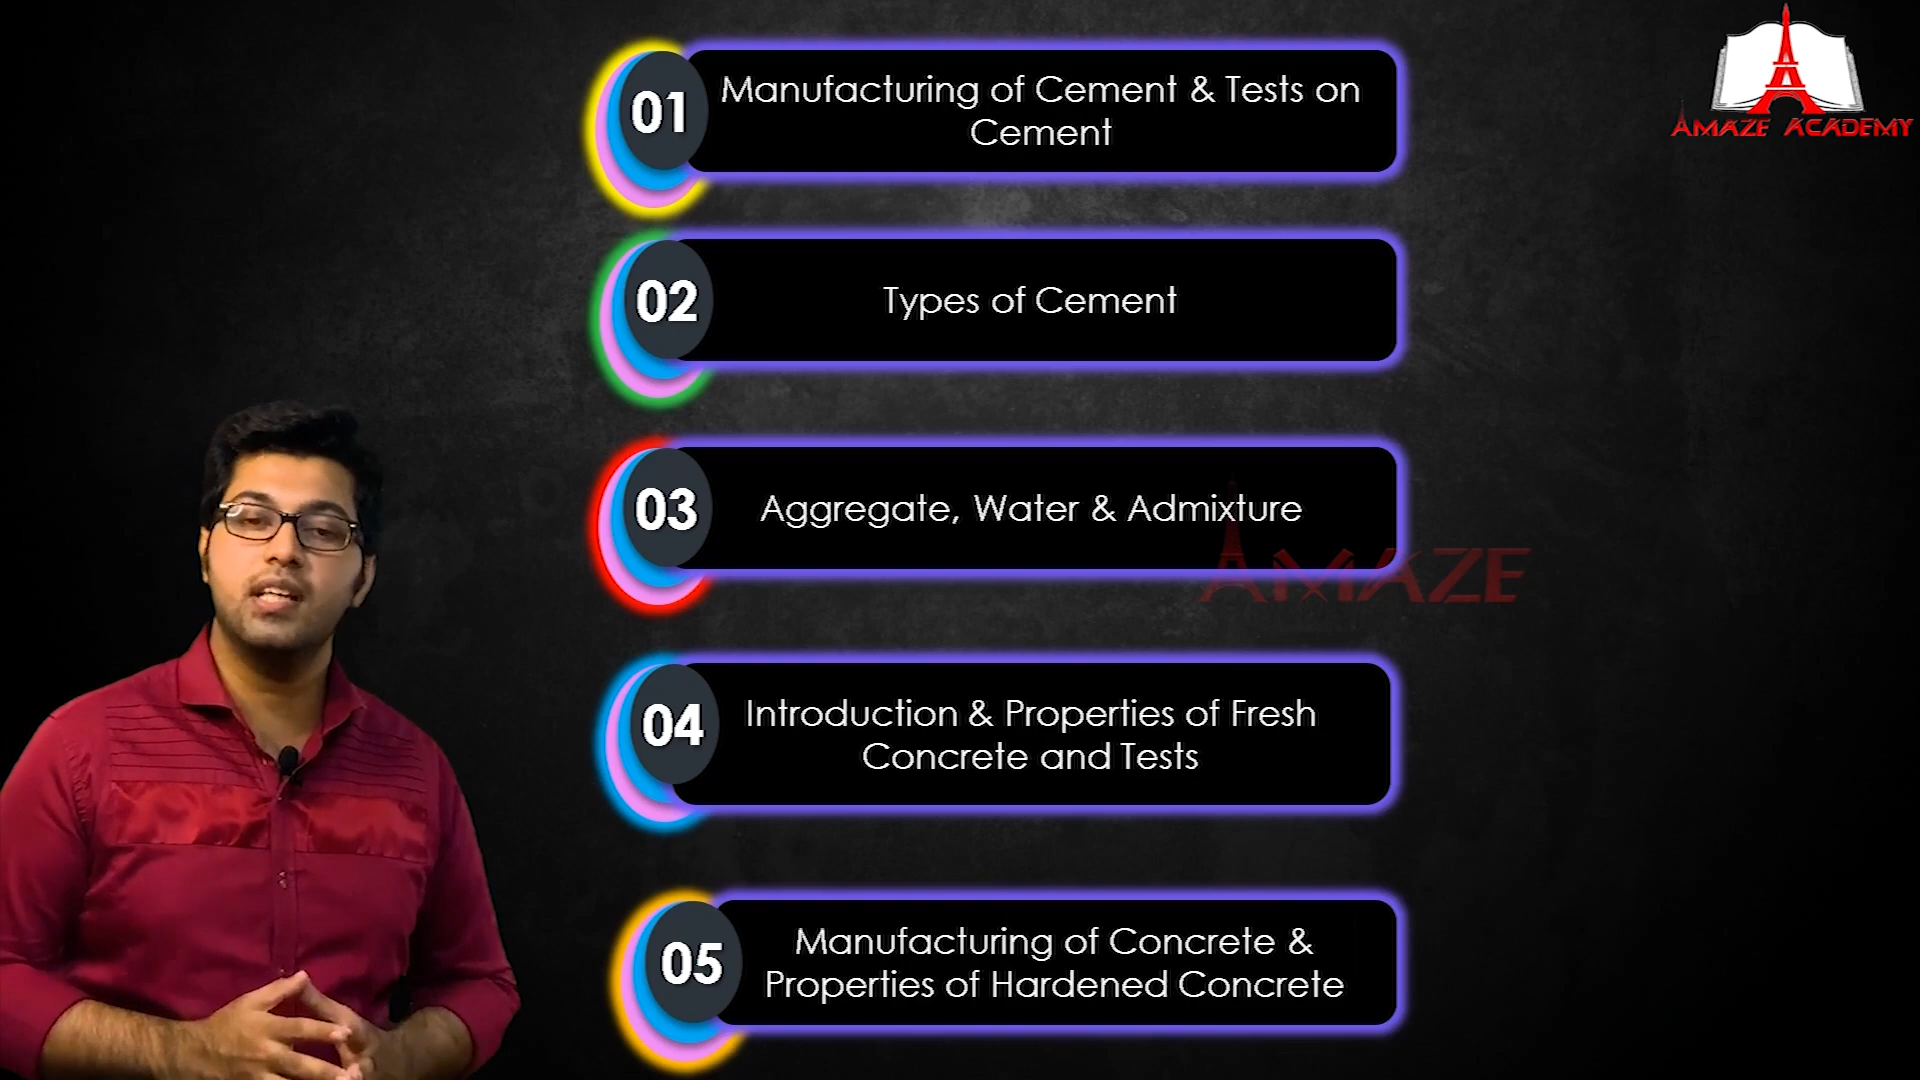 01
Manufacturing of Cement & Tests on
Cement
AMAZE ACADEMY
02
Types of Cement
03
Aggregate, Water & Admixture
AMAZE
04
Introduction & Properties of Fresh
Concrete and Tests
05
Manufacturing of Concrete &
Properties of Hardened Concrete